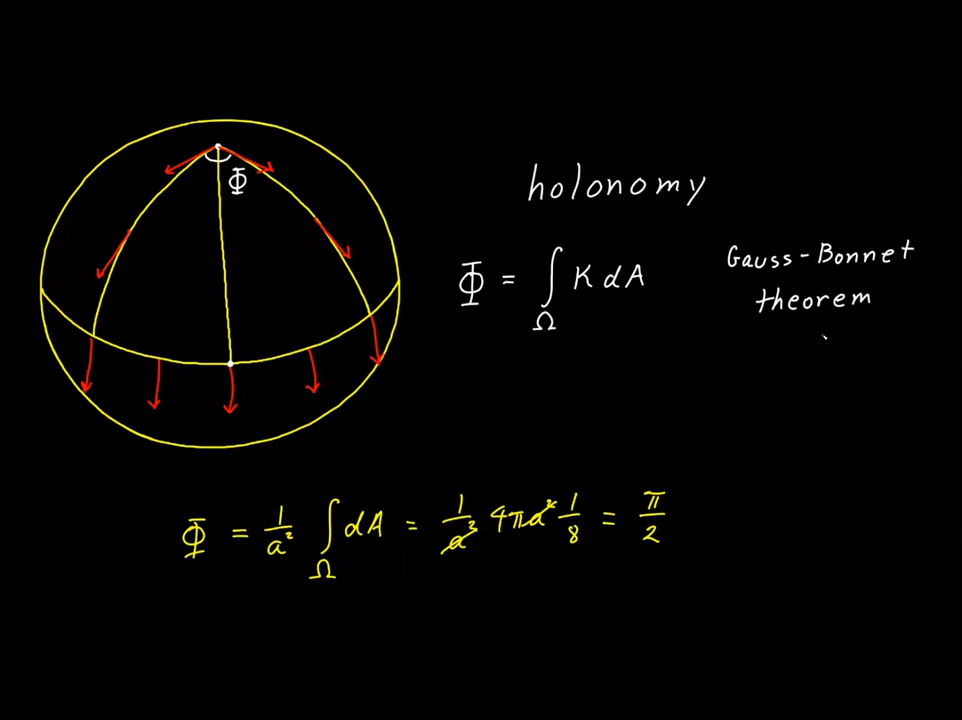 Φ
holonomy
Φ = ∫_Ω K dA
Gauss-Bonnet
theorem
Φ = 1/a² ∫_Ω dA = 1/a² 4πa² 1/8 = π/2